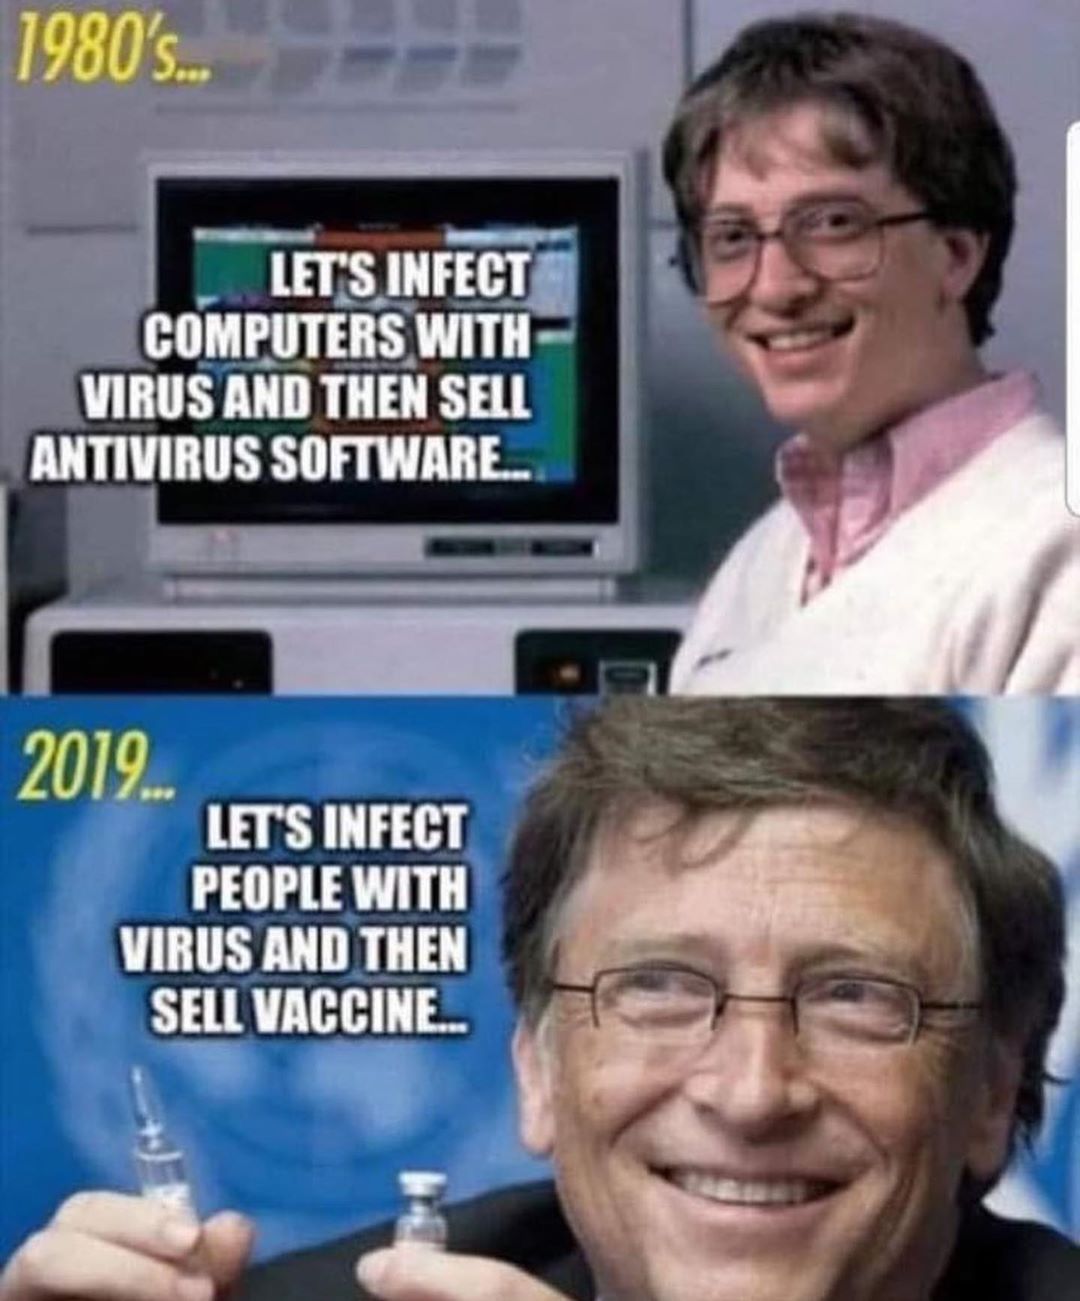 1980's...
LET'S INFECT
COMPUTERS WITH
VIRUS AND THEN SELL
ANTIVIRUS SOFTWARE...
2019...
LET'S INFECT
PEOPLE WITH
VIRUS AND THEN
SELL VACCINE...